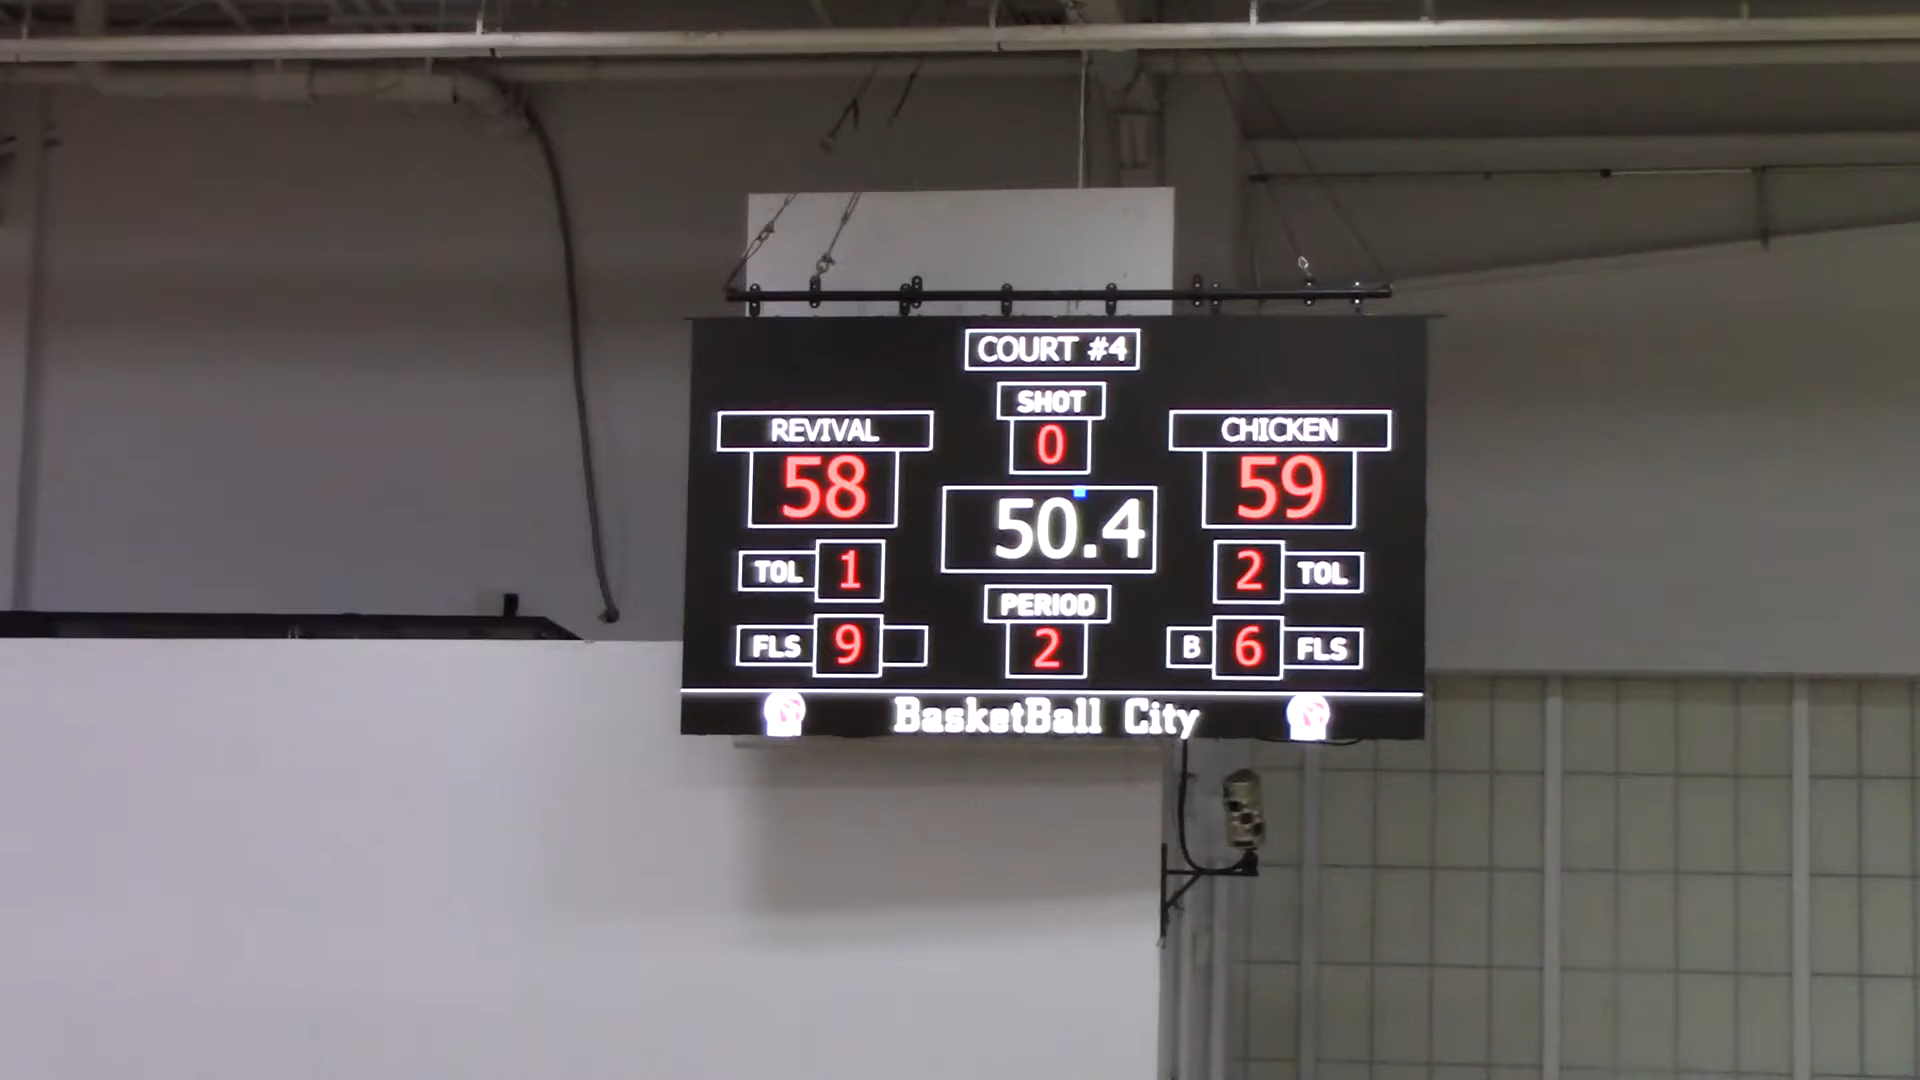 COURT #4
SHOT
0
REVIVAL
58
CHICKEN
59
50.4
TOL 1
2 TOL
PERIOD
2
FLS 9
B 6 FLS
BasketBall City